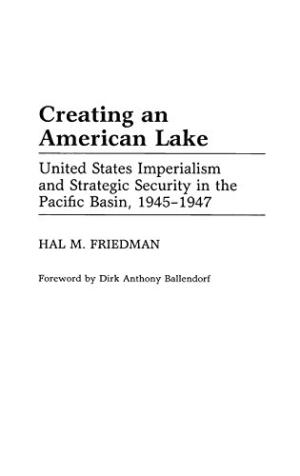 Creating an
American Lake
United States Imperialism
and Strategic Security in the
Pacific Basin, 1945–1947
HAL M. FRIEDMAN
Foreword by Dirk Anthony Ballendorf